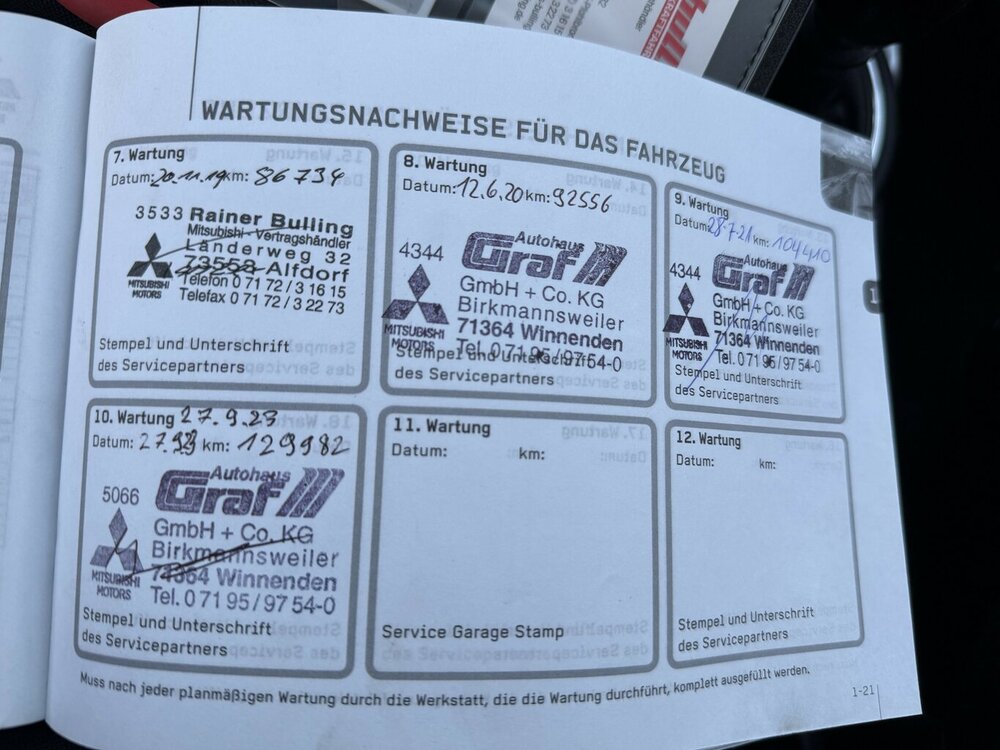 WARTUNGSNACHWEISE FÜR DAS FAHRZEUG
7. Wartung
Datum: 20.11.19 km: 86734
3533 Rainer Bulling
Mitsubishi - Vertragshändler
Länderweg 32
73553 Alfdorf
Telefon 0 71 72 / 3 16 15
Telefax 0 71 72 / 3 22 73
MITSUBISHI
MOTORS
Stempel und Unterschrift
des Servicepartners
8. Wartung
Datum: 12.6.20 km: 92556
4344
Autohaus
Graf
GmbH + Co. KG
Birkmannsweiler
71364 Winnenden
Tel. 0 71 95 / 97 54-0
MITSUBISHI
MOTORS
Stempel und Unterschrift
des Servicepartners
9. Wartung
Datum: 28.7.21 km: 104410
4344
Autohaus
Graf
GmbH + Co. KG
Birkmannsweiler
71364 Winnenden
Tel. 0 71 95 / 97 54-0
MITSUBISHI
MOTORS
Stempel und Unterschrift
des Servicepartners
10. Wartung 27.9.23
Datum: 27.9.23 km: 129982
5066
Autohaus
Graf
GmbH + Co. KG
Birkmannsweiler
71364 Winnenden
Tel. 0 71 95 / 97 54-0
MITSUBISHI
MOTORS
Stempel und Unterschrift
des Servicepartners
11. Wartung
Datum: km:
Service Garage Stamp
12. Wartung
Datum: km:
Stempel und Unterschrift
des Servicepartners
Muss nach jeder planmäßigen Wartung durch die Werkstatt, die die Wartung durchführt, komplett ausgefüllt werden.
1-21